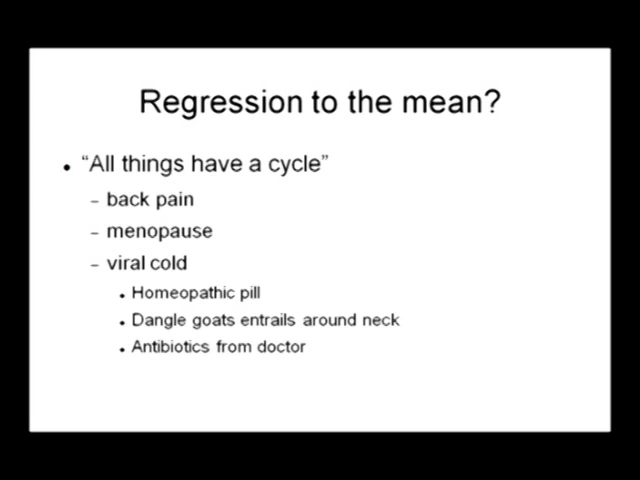 Regression to the mean?
• “All things have a cycle”
– back pain
– menopause
– viral cold
• Homeopathic pill
• Dangle goats entrails around neck
• Antibiotics from doctor